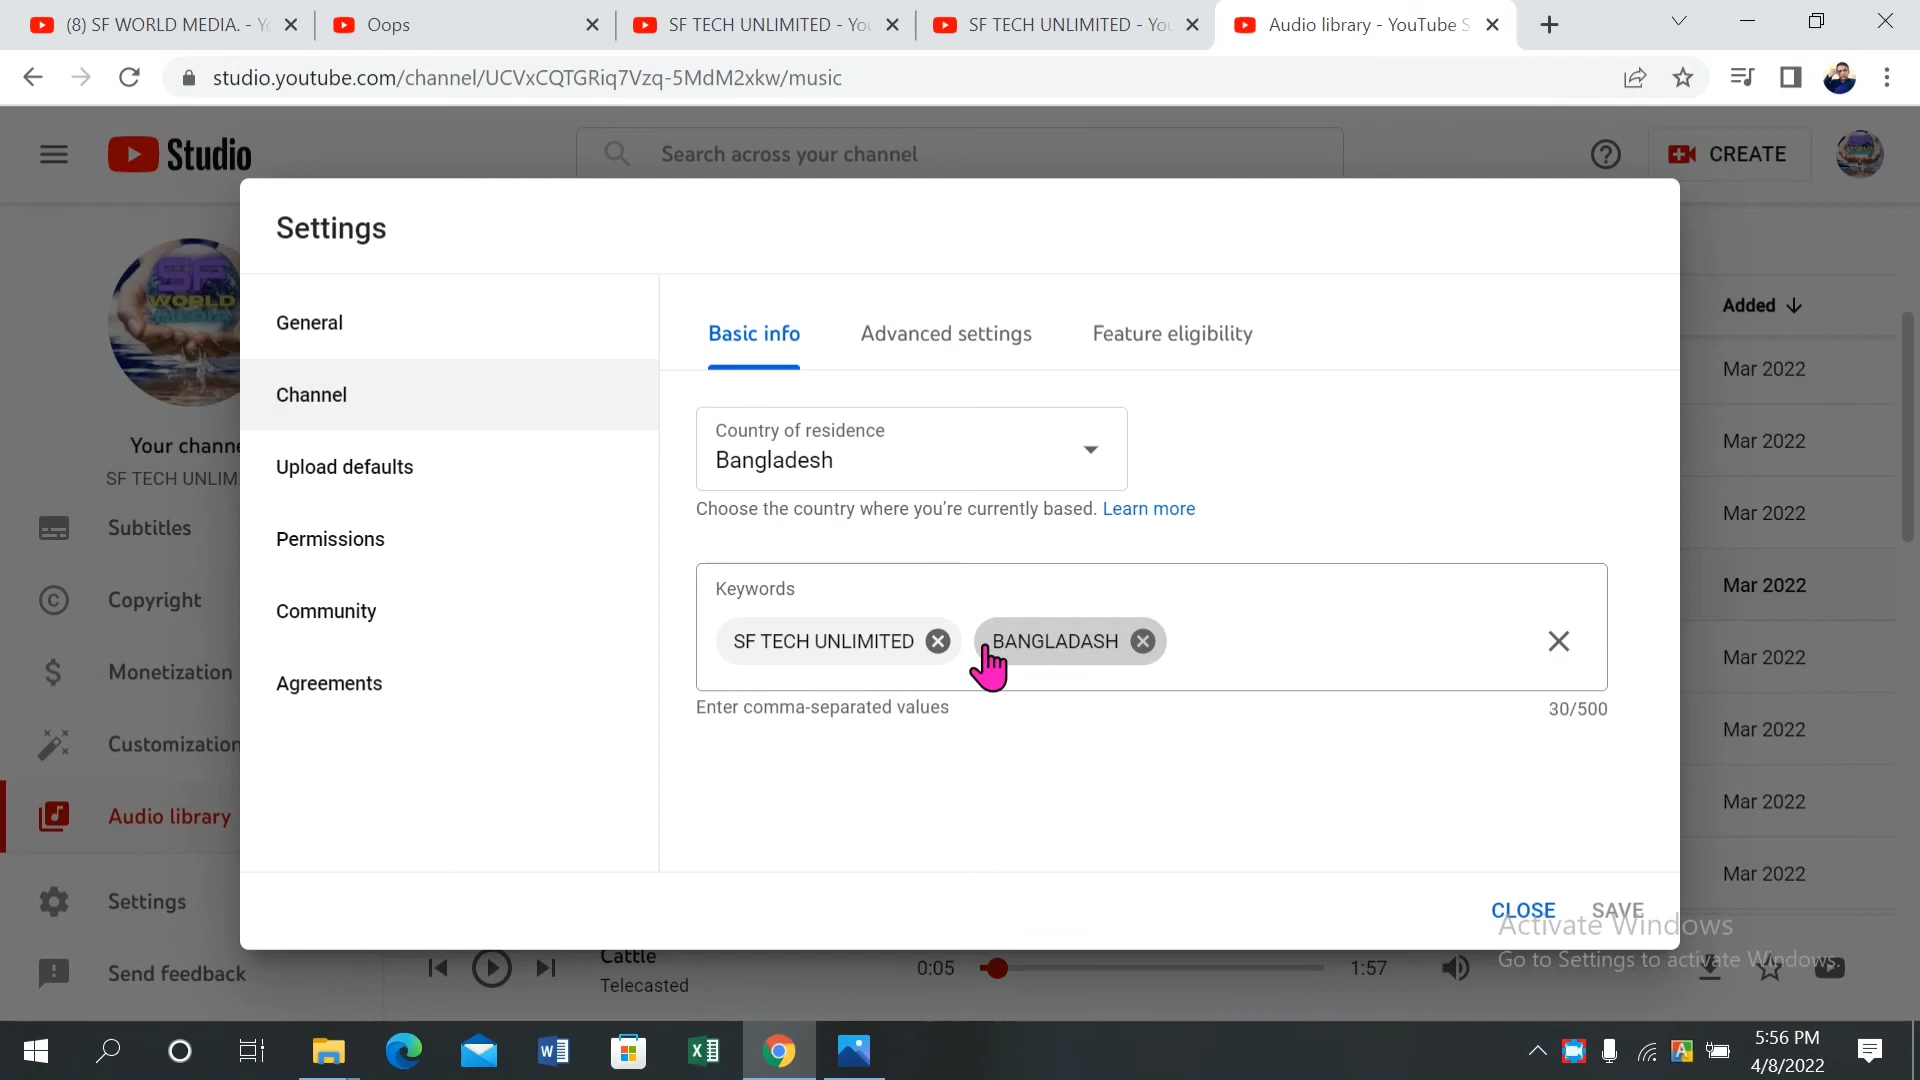 (8) SF WORLD MEDIA. - Yo
Oops
SF TECH UNLIMITED - You
SF TECH UNLIMITED - You
Audio library - YouTube S
studio.youtube.com/channel/UCVxCQTGRiq7Vzq-5MdM2xkw/music
Studio
Search across your channel
CREATE
Settings
General
Channel
Upload defaults
Permissions
Community
Agreements
Basic info
Advanced settings
Feature eligibility
Country of residence
Bangladesh
Choose the country where you're currently based. Learn more
Keywords
SF TECH UNLIMITED
BANGLADASH
Enter comma-separated values
30/500
CLOSE
SAVE
SF
WORLD
MEDIA
Your channe
SF TECH UNLIM
Subtitles
Copyright
Monetization
Customization
Audio library
Settings
Send feedback
Added
Mar 2022
Mar 2022
Mar 2022
Mar 2022
Mar 2022
Mar 2022
Mar 2022
Mar 2022
Cattle
Telecasted
0:05
1:57
Activate Windows
Go to Settings to activate Windows.
5:56 PM
4/8/2022